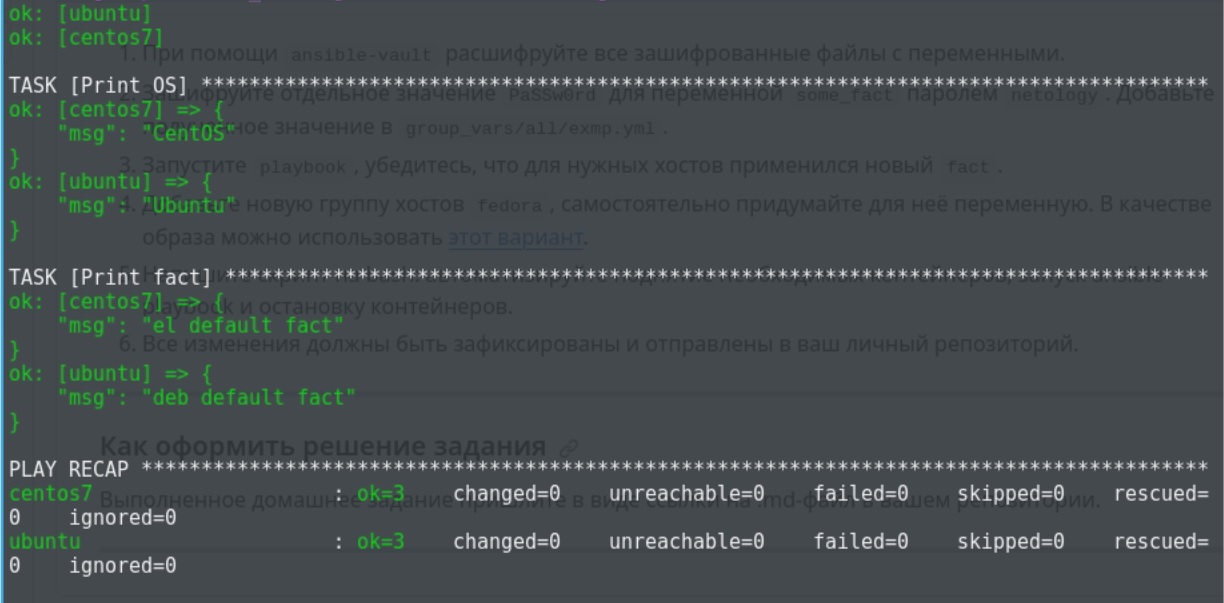 ok: [ubuntu]
ok: [centos7]
1. При помощи ansible-vault расшифруйте все зашифрованные файлы с переменными.
TASK [Print OS] ************************************************************************************
2. Зашифруйте отдельное значение PaSSw0rd для переменной some_fact паролем netology. Добавьте
ok: [centos7] => {
"msg": "CentOS"
значение в group_vars/all/exmp.yml.
}
3. Запустите playbook, убедитесь, что для нужных хостов применился новый fact.
ok: [ubuntu] => {
"msg": "Ubuntu"
4. новую группу хостов fedora, самостоятельно придумайте для неё переменную. В качестве
}
образа можно использовать этот вариант.
TASK [Print fact] **********************************************************************************
ok: [centos7] => {
playbook и остановку контейнеров.
"msg": "el default fact"
}
6. Все изменения должны быть зафиксированы и отправлены в ваш личный репозиторий.
ok: [ubuntu] => {
"msg": "deb default fact"
}
Как оформить решение задания
PLAY RECAP *****************************************************************************************
centos7 : ok=3 changed=0 unreachable=0 failed=0 skipped=0 rescued=
Выполненное домашнее задание пришлите в виде ссылки на .md-файл в вашем репозитории.
0 ignored=0
ubuntu : ok=3 changed=0 unreachable=0 failed=0 skipped=0 rescued=
0 ignored=0